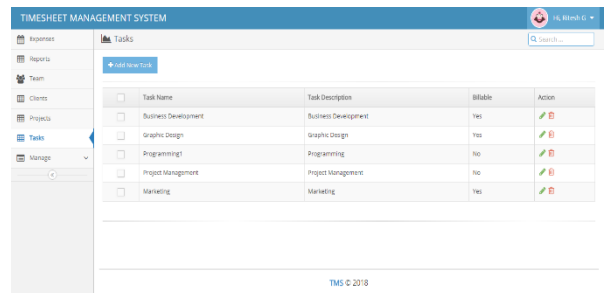 TIMESHEET MANAGEMENT SYSTEM
Hi, Ritesh G
Expenses
Tasks
Search ...
Reports
Add New Task
Team
Clients
Task Name Task Description Billable Action
Projects
Business Development Business Development Yes
Tasks
Graphic Design Graphic Design Yes
Manage
Programming1 Programming No
Project Management Project Management No
Marketing Marketing Yes
TMS © 2018